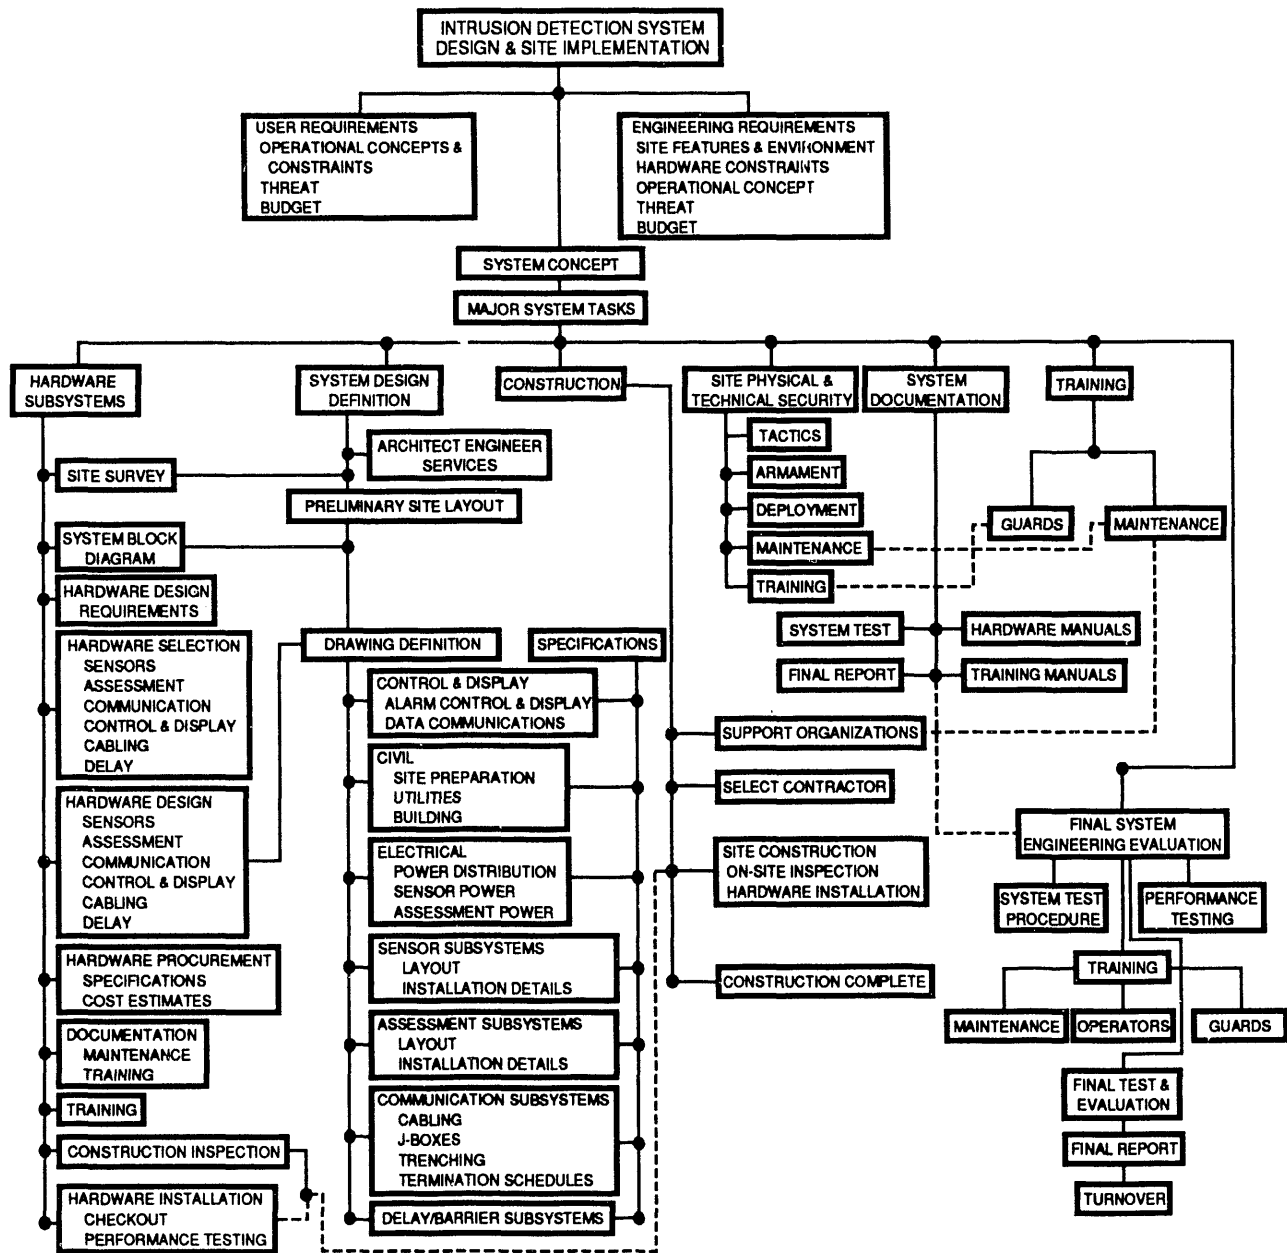 INTRUSION DETECTION SYSTEM
DESIGN & SITE IMPLEMENTATION
USER REQUIREMENTS
OPERATIONAL CONCEPTS &
CONSTRAINTS
THREAT
BUDGET
ENGINEERING REQUIREMENTS
SITE FEATURES & ENVIRONMENT
HARDWARE CONSTRAINTS
OPERATIONAL CONCEPT
THREAT
BUDGET
SYSTEM CONCEPT
MAJOR SYSTEM TASKS
HARDWARE
SUBSYSTEMS
SITE SURVEY
SYSTEM BLOCK
DIAGRAM
HARDWARE DESIGN
REQUIREMENTS
HARDWARE SELECTION
SENSORS
ASSESSMENT
COMMUNICATION
CONTROL & DISPLAY
CABLING
DELAY
HARDWARE DESIGN
SENSORS
ASSESSMENT
COMMUNICATION
CONTROL & DISPLAY
CABLING
DELAY
HARDWARE PROCUREMENT
SPECIFICATIONS
COST ESTIMATES
DOCUMENTATION
MAINTENANCE
TRAINING
TRAINING
CONSTRUCTION INSPECTION
HARDWARE INSTALLATION
CHECKOUT
PERFORMANCE TESTING
SYSTEM DESIGN
DEFINITION
ARCHITECT ENGINEER
SERVICES
PRELIMINARY SITE LAYOUT
DRAWING DEFINITION
SPECIFICATIONS
CONTROL & DISPLAY
ALARM CONTROL & DISPLAY
DATA COMMUNICATIONS
CIVIL
SITE PREPARATION
UTILITIES
BUILDING
ELECTRICAL
POWER DISTRIBUTION
SENSOR POWER
ASSESSMENT POWER
SENSOR SUBSYSTEMS
LAYOUT
INSTALLATION DETAILS
ASSESSMENT SUBSYSTEMS
LAYOUT
INSTALLATION DETAILS
COMMUNICATION SUBSYSTEMS
CABLING
J-BOXES
TRENCHING
TERMINATION SCHEDULES
DELAY/BARRIER SUBSYSTEMS
CONSTRUCTION
SUPPORT ORGANIZATIONS
SELECT CONTRACTOR
SITE CONSTRUCTION
ON-SITE INSPECTION
HARDWARE INSTALLATION
CONSTRUCTION COMPLETE
SITE PHYSICAL &
TECHNICAL SECURITY
TACTICS
ARMAMENT
DEPLOYMENT
MAINTENANCE
TRAINING
SYSTEM
DOCUMENTATION
SYSTEM TEST
HARDWARE MANUALS
FINAL REPORT
TRAINING MANUALS
TRAINING
GUARDS
MAINTENANCE
FINAL SYSTEM
ENGINEERING EVALUATION
SYSTEM TEST
PROCEDURE
PERFORMANCE
TESTING
TRAINING
MAINTENANCE
OPERATORS
GUARDS
FINAL TEST &
EVALUATION
FINAL REPORT
TURNOVER